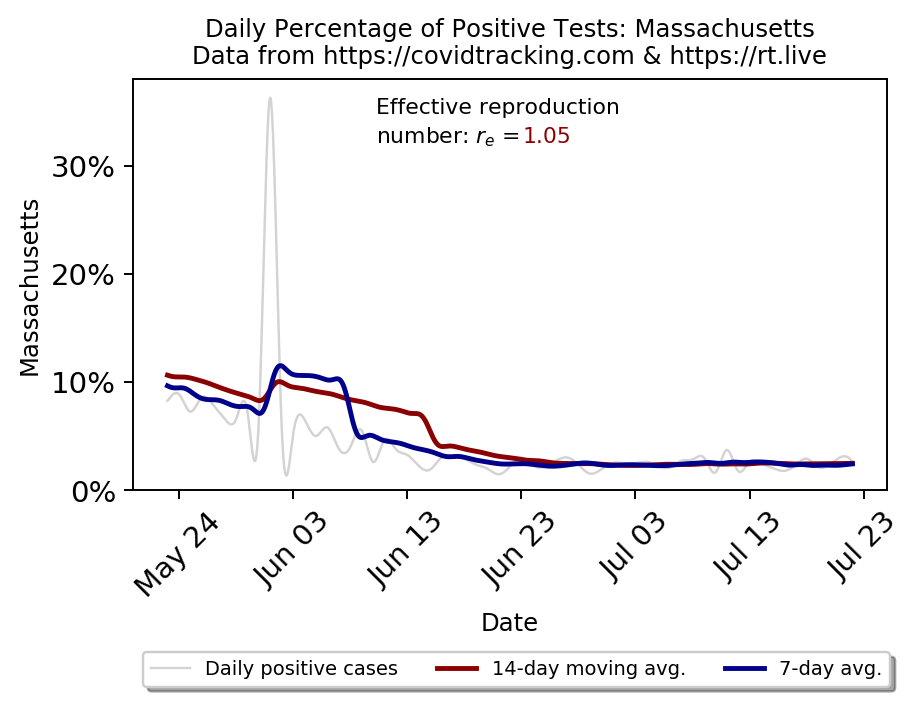 Daily Percentage of Positive Tests: Massachusetts
Data from https://covidtracking.com & https://rt.live
Effective reproduction
number: rₑ =1.05
Massachusetts
30%
20%
10%
0%
May 24
Jun 03
Jun 13
Jun 23
Jul 03
Jul 13
Jul 23
Date
Daily positive cases
14-day moving avg.
7-day avg.